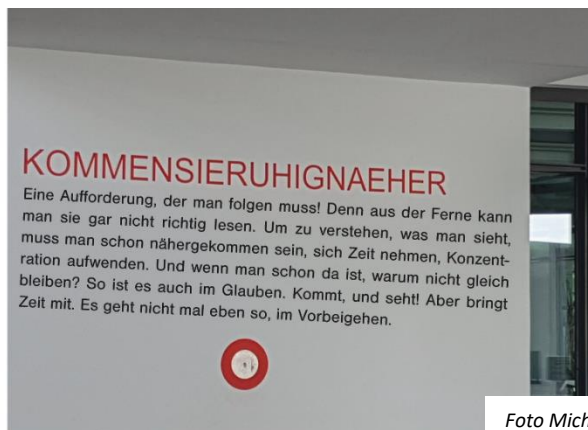 KOMMENSIERUHIGNAEHER
Eine Aufforderung, der man folgen muss! Denn aus der Ferne kann
man sie gar nicht richtig lesen. Um zu verstehen, was man sieht,
muss man schon nähergekommen sein, sich Zeit nehmen, Konzent-
ration aufwenden. Und wenn man schon da ist, warum nicht gleich
bleiben? So ist es auch im Glauben. Kommt, und seht! Aber bringt
Zeit mit. Es geht nicht mal eben so, im Vorbeigehen.
Foto Mich